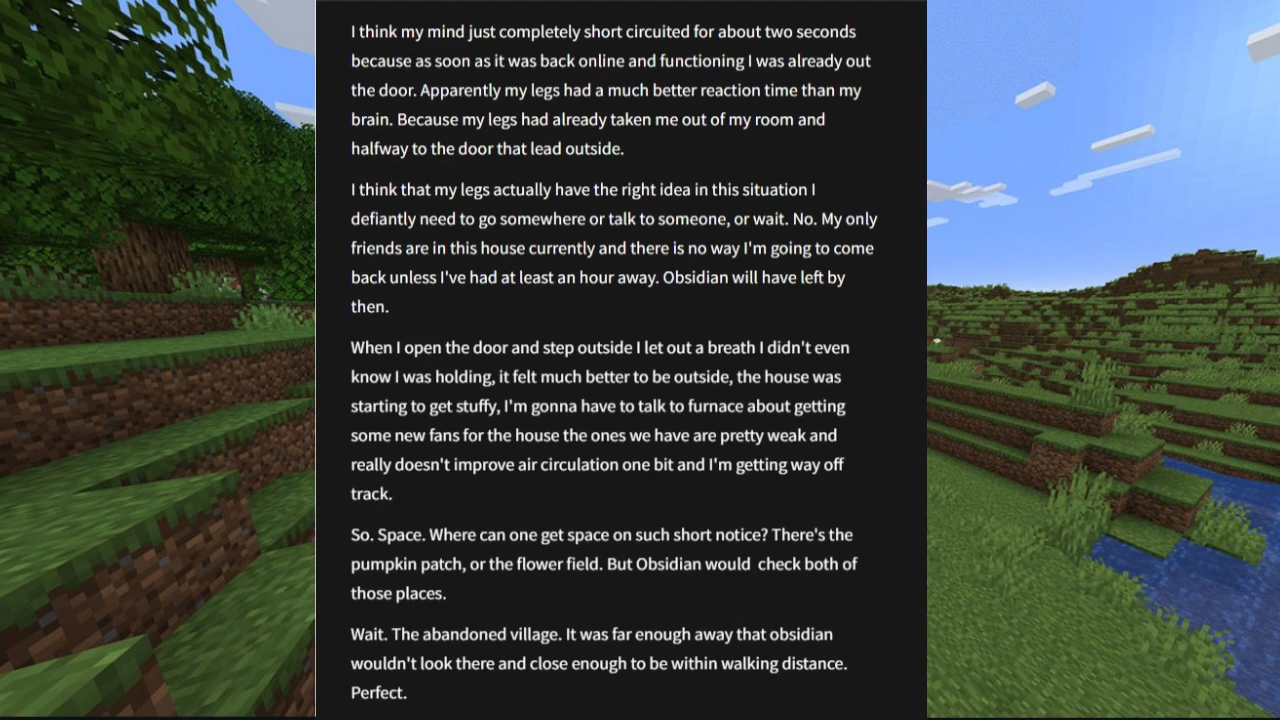 I think my mind just completely short circuited for about two seconds
because as soon as it was back online and functioning I was already out
the door. Apparently my legs had a much better reaction time than my
brain. Because my legs had already taken me out of my room and
halfway to the door that lead outside.
I think that my legs actually have the right idea in this situation I
defiantly need to go somewhere or talk to someone, or wait. No. My only
friends are in this house currently and there is no way I'm going to come
back unless I've had at least an hour away. Obsidian will have left by
then.
When I open the door and step outside I let out a breath I didn't even
know I was holding, it felt much better to be outside, the house was
starting to get stuffy, I'm gonna have to talk to furnace about getting
some new fans for the house the ones we have are pretty weak and
really doesn't improve air circulation one bit and I'm getting way off
track.
So. Space. Where can one get space on such short notice? There's the
pumpkin patch, or the flower field. But Obsidian would  check both of
those places.
Wait. The abandoned village. It was far enough away that obsidian
wouldn't look there and close enough to be within walking distance.
Perfect.